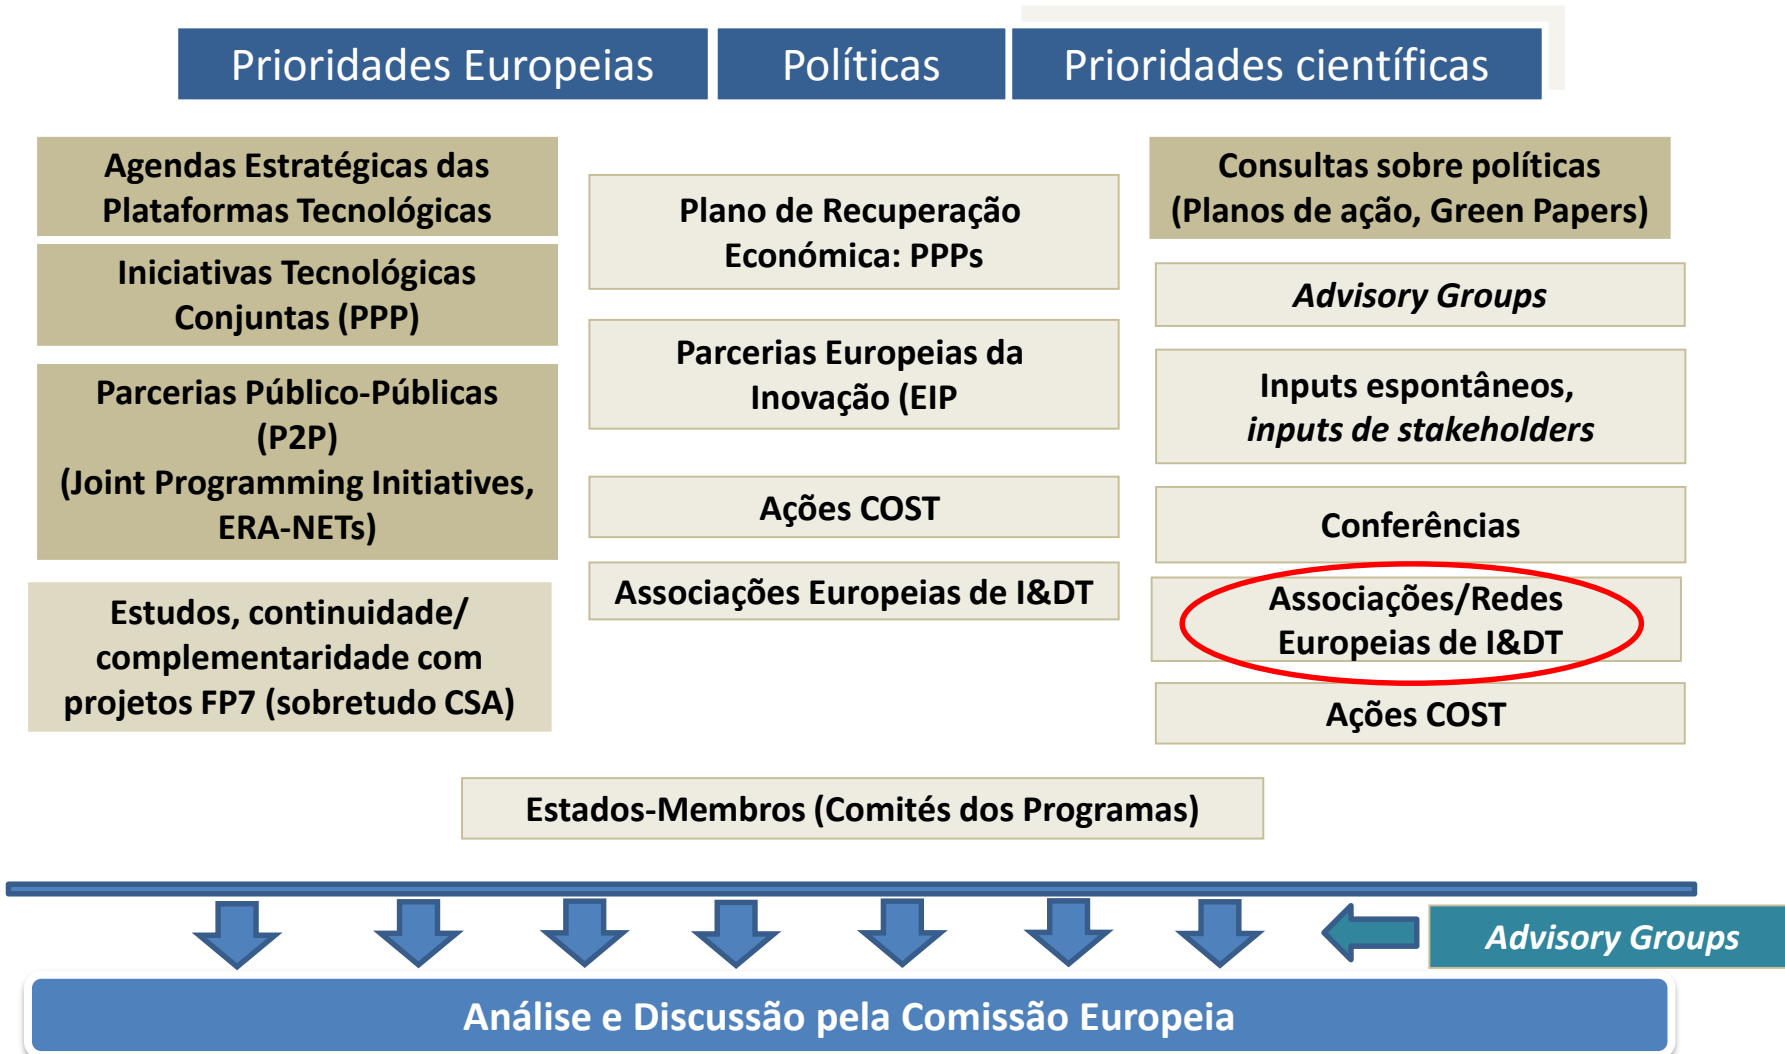 Prioridades Europeias
Políticas
Prioridades científicas
Agendas Estratégicas das
Plataformas Tecnológicas
Iniciativas Tecnológicas
Conjuntas (PPP)
Parcerias Público-Públicas
(P2P)
(Joint Programming Initiatives,
ERA-NETs)
Estudos, continuidade/
complementaridade com
projetos FP7 (sobretudo CSA)
Plano de Recuperação
Económica: PPPs
Parcerias Europeias da
Inovação (EIP
Ações COST
Associações Europeias de I&DT
Consultas sobre políticas
(Planos de ação, Green Papers)
Advisory Groups
Inputs espontâneos,
inputs de stakeholders
Conferências
Associações/Redes
Europeias de I&DT
Ações COST
Estados-Membros (Comités dos Programas)
Advisory Groups
Análise e Discussão pela Comissão Europeia